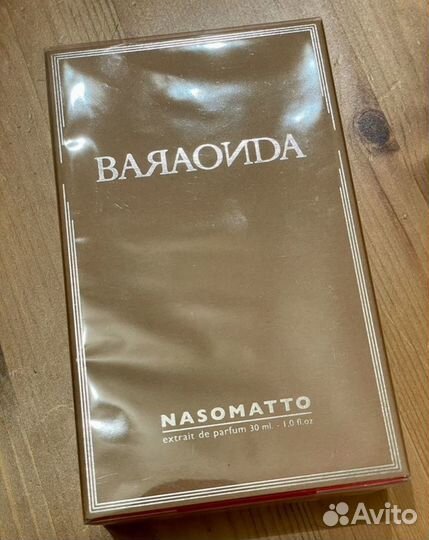 BAЯAOИDA
NASOMATTO
extrait de parfum 30 ml. - 1.0 fl.oz
Avito